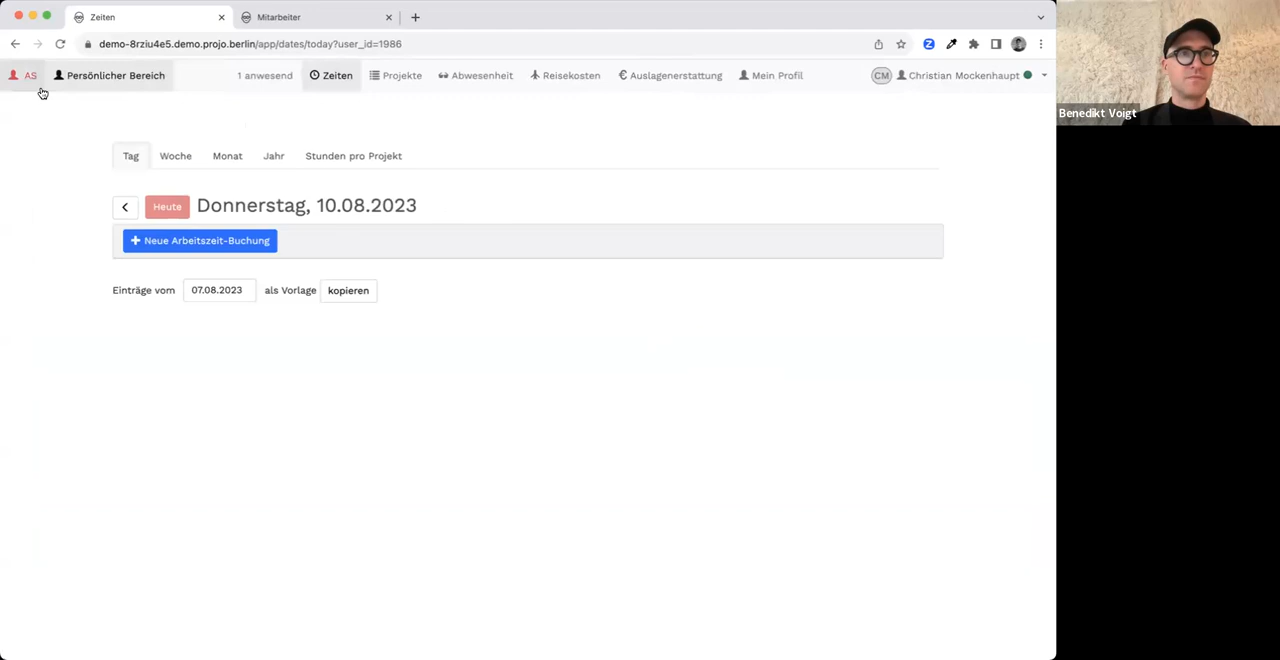 Zeiten
Mitarbeiter
demo-8rziu4e5.demo.projo.berlin/app/dates/today?user_id=1986
AS Persönlicher Bereich 1 anwesend Zeiten Projekte Abwesenheit Reisekosten Auslagenerstattung Mein Profil CM Christian Mockenhaupt
Benedikt Voigt
Tag Woche Monat Jahr Stunden pro Projekt
Heute Donnerstag, 10.08.2023
Neue Arbeitszeit-Buchung
Einträge vom 07.08.2023 als Vorlage kopieren